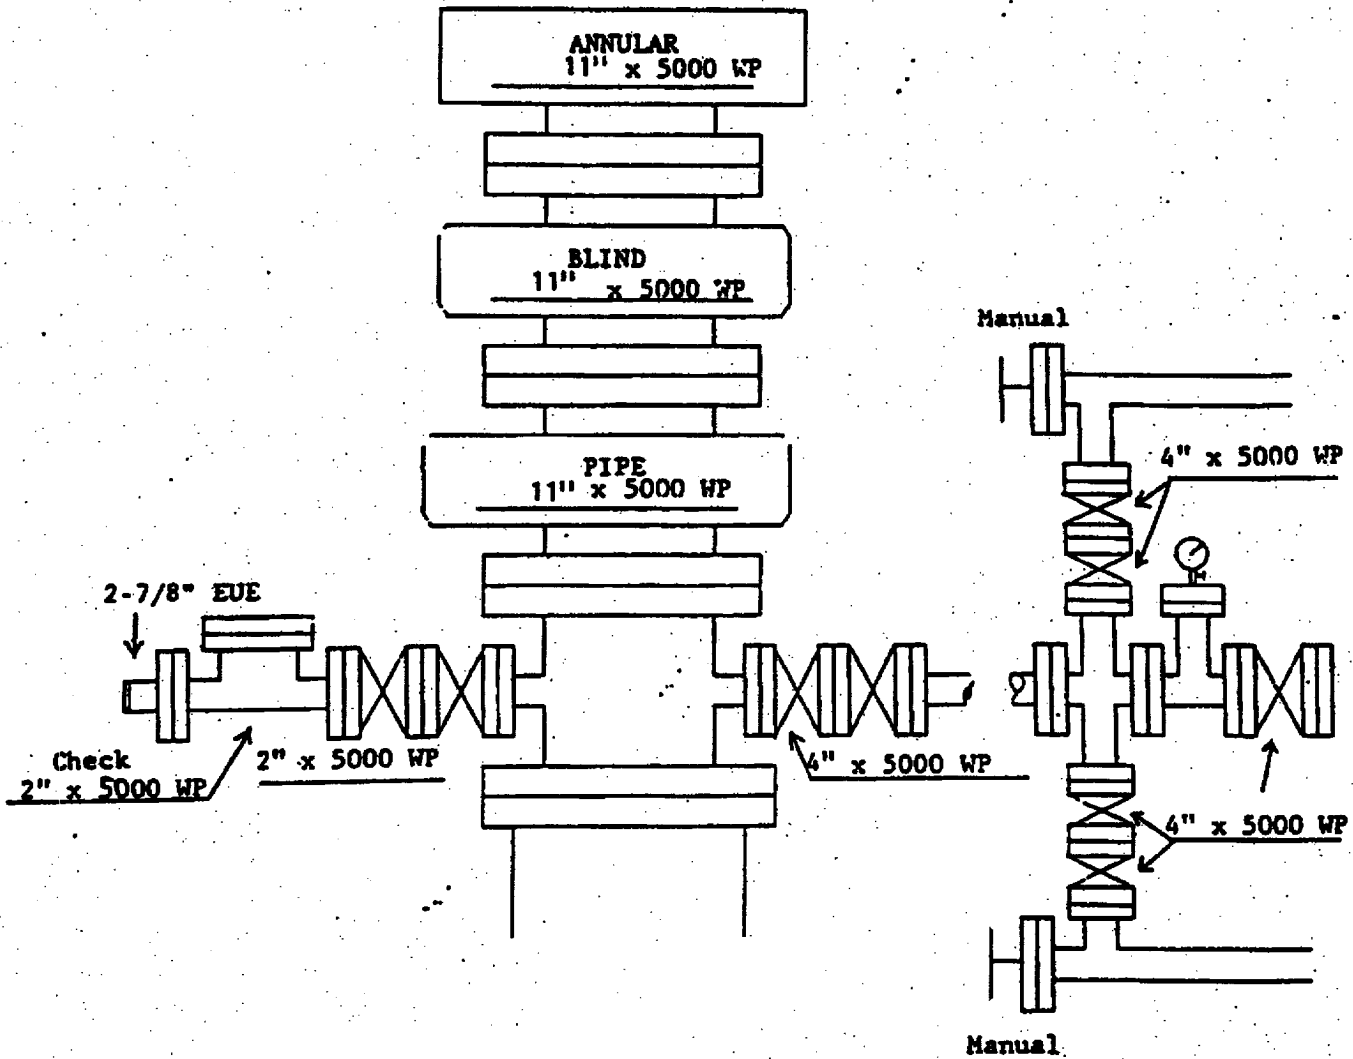 ANNULAR
11" x 5000 WP
BLIND
11" x 5000 WP
Manual
PIPE
11" x 5000 WP
4" x 5000 WP
2-7/8" EUE
Check
2" x 5000 WP
2" x 5000 WP
4" x 5000 WP
4" x 5000 WP
Manual